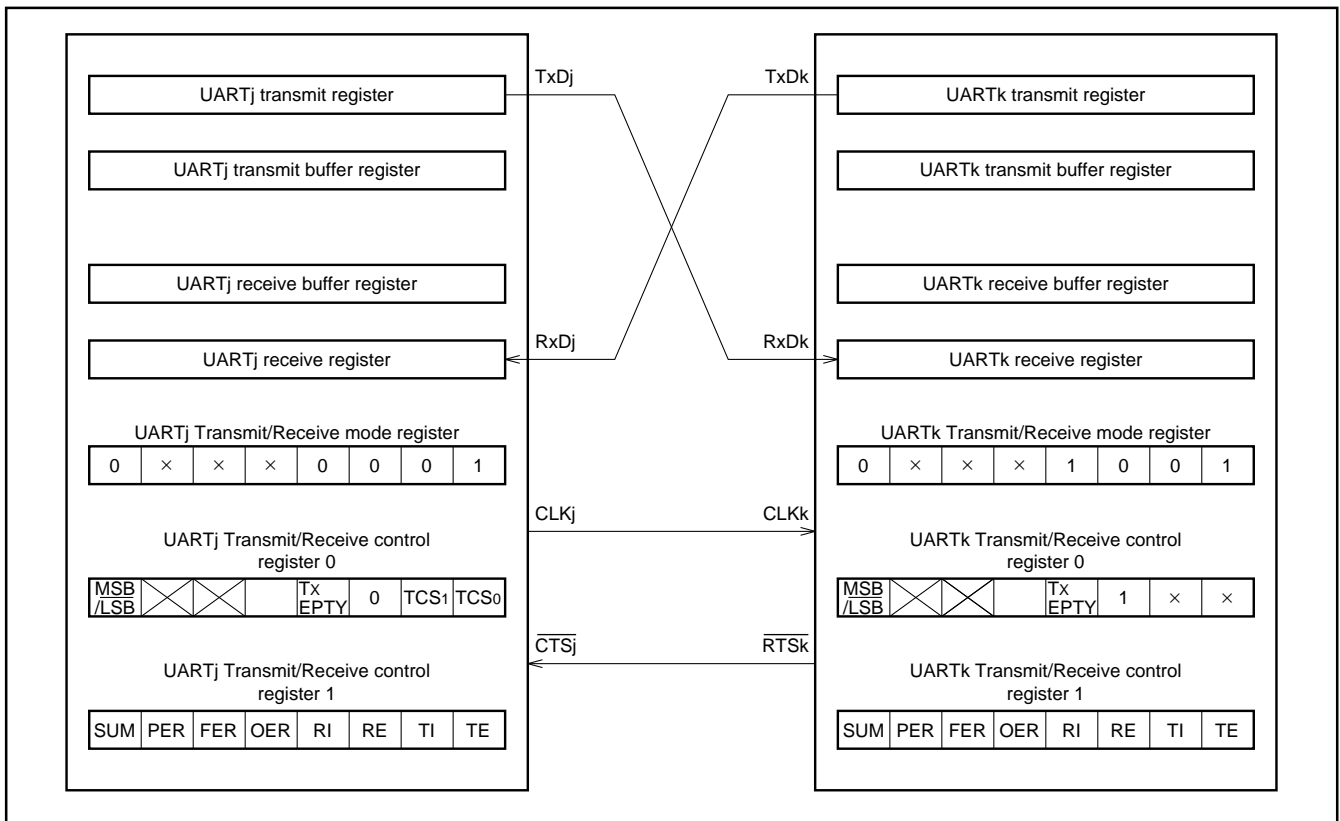 TxDj TxDk
UARTj transmit register UARTk transmit register
UARTj transmit buffer register UARTk transmit buffer register
UARTj receive buffer register UARTk receive buffer register
RxDj RxDk
UARTj receive register UARTk receive register
UARTj Transmit/Receive mode register UARTk Transmit/Receive mode register
0 × × × 0 0 0 1 0 × × × 1 0 0 1
CLKj CLKk
UARTj Transmit/Receive control UARTk Transmit/Receive control
register 0 register 0
MSB Tx MSB Tx
/LSB EPTY 0 TCS1 TCS0 /LSB EPTY 1 × ×
CTSj RTSk
UARTj Transmit/Receive control UARTk Transmit/Receive control
register 1 register 1
SUM PER FER OER RI RE TI TE SUM PER FER OER RI RE TI TE